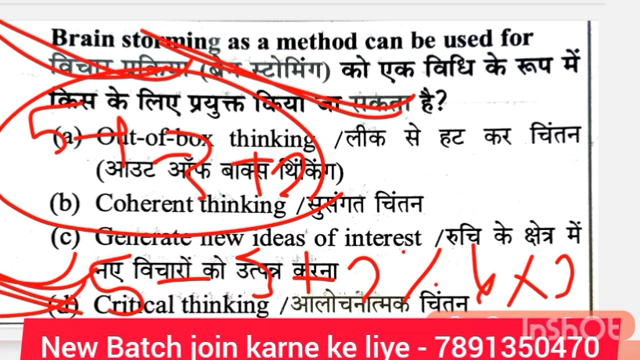 Brain storming as a method can be used for
विचार प्रक्रिया (ब्रेन स्टोमिंग) को एक विधि के रूप में
किस के लिए प्रयुक्त किया जा सकता है?
(a) Out-of-box thinking /लीक से हट कर चिंतन
(आउट ऑफ बाक्स थिंकिंग)
(b) Coherent thinking /सुसंगत चिंतन
(c) Generate new ideas of interest /रुचि के क्षेत्र में
नए विचारों को उत्पन्न करना
(d) Critical thinking /आलोचनात्मक चिंतन
InshOt
New Batch join karne ke liye - 7891350470